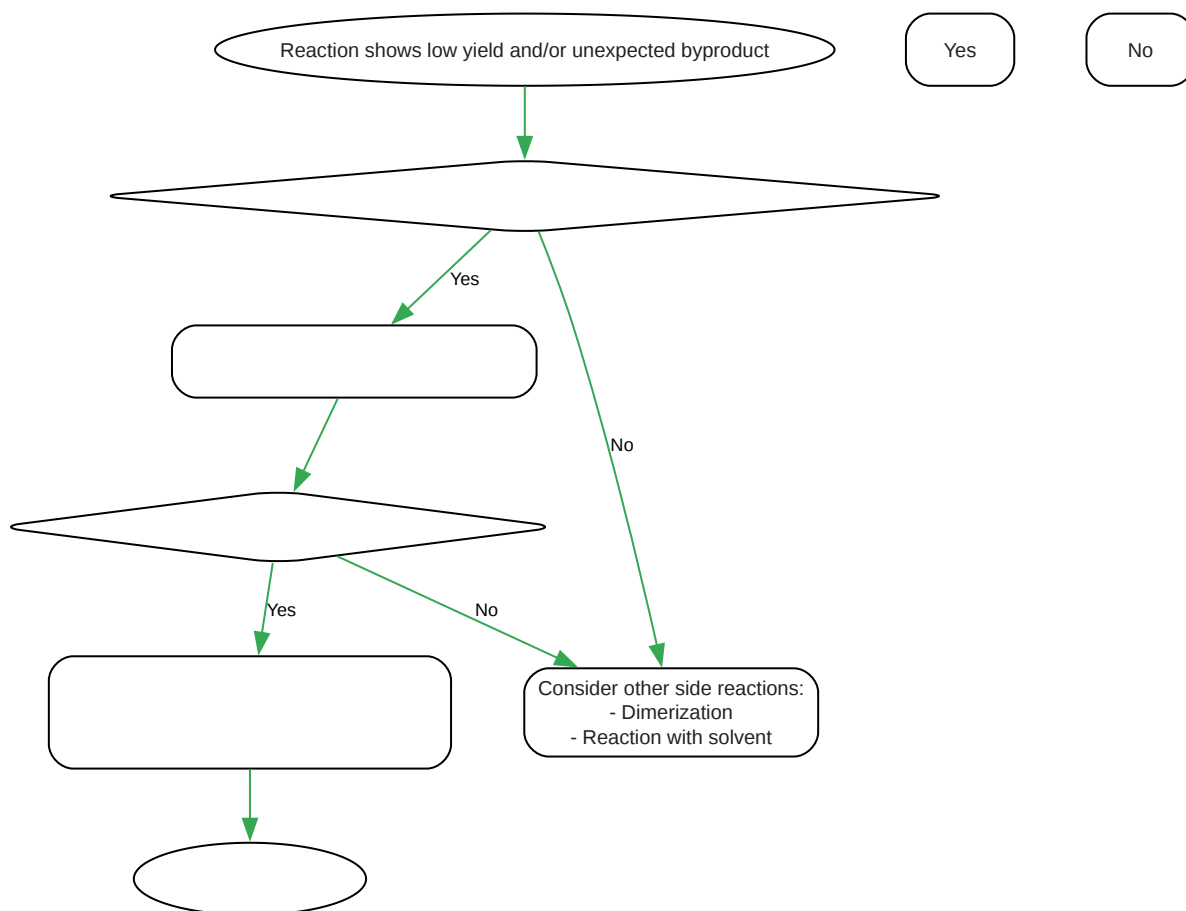 Reaction shows low yield and/or unexpected byproduct
Yes
No
Yes
No
Yes
No
Consider other side reactions:
- Dimerization
- Reaction with solvent